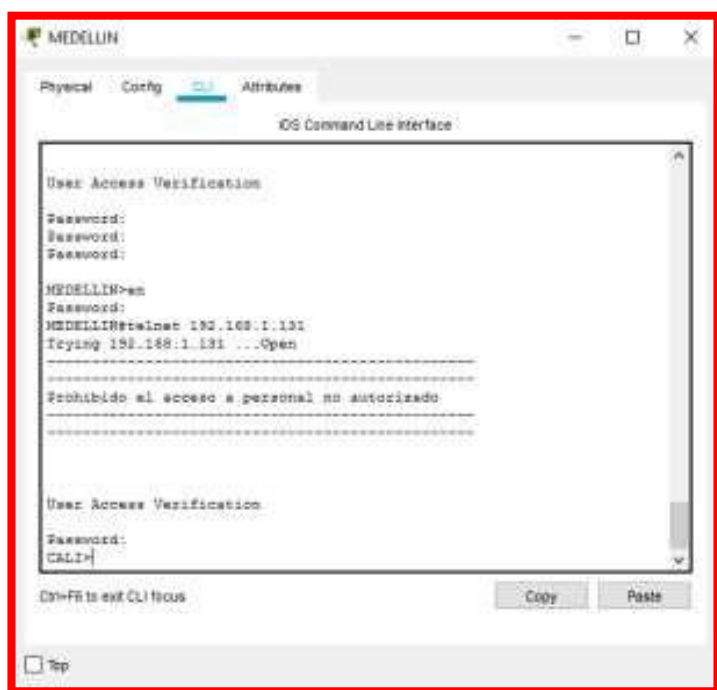 MEDELLIN
Physical Config CLI Attributes
IOS Command Line Interface
User Access Verification
Password:
Password:
Password:
MEDELLIN>en
Password:
MEDELLIN#telnet 192.168.1.131
Trying 192.168.1.131 ...Open
--------------------------------------------------
--------------------------------------------------
Prohibido el acceso a personal no autorizado
--------------------------------------------------
--------------------------------------------------
User Access Verification
Password:
CALI>
Ctrl+F6 to exit CLI focus
Copy Paste
Top